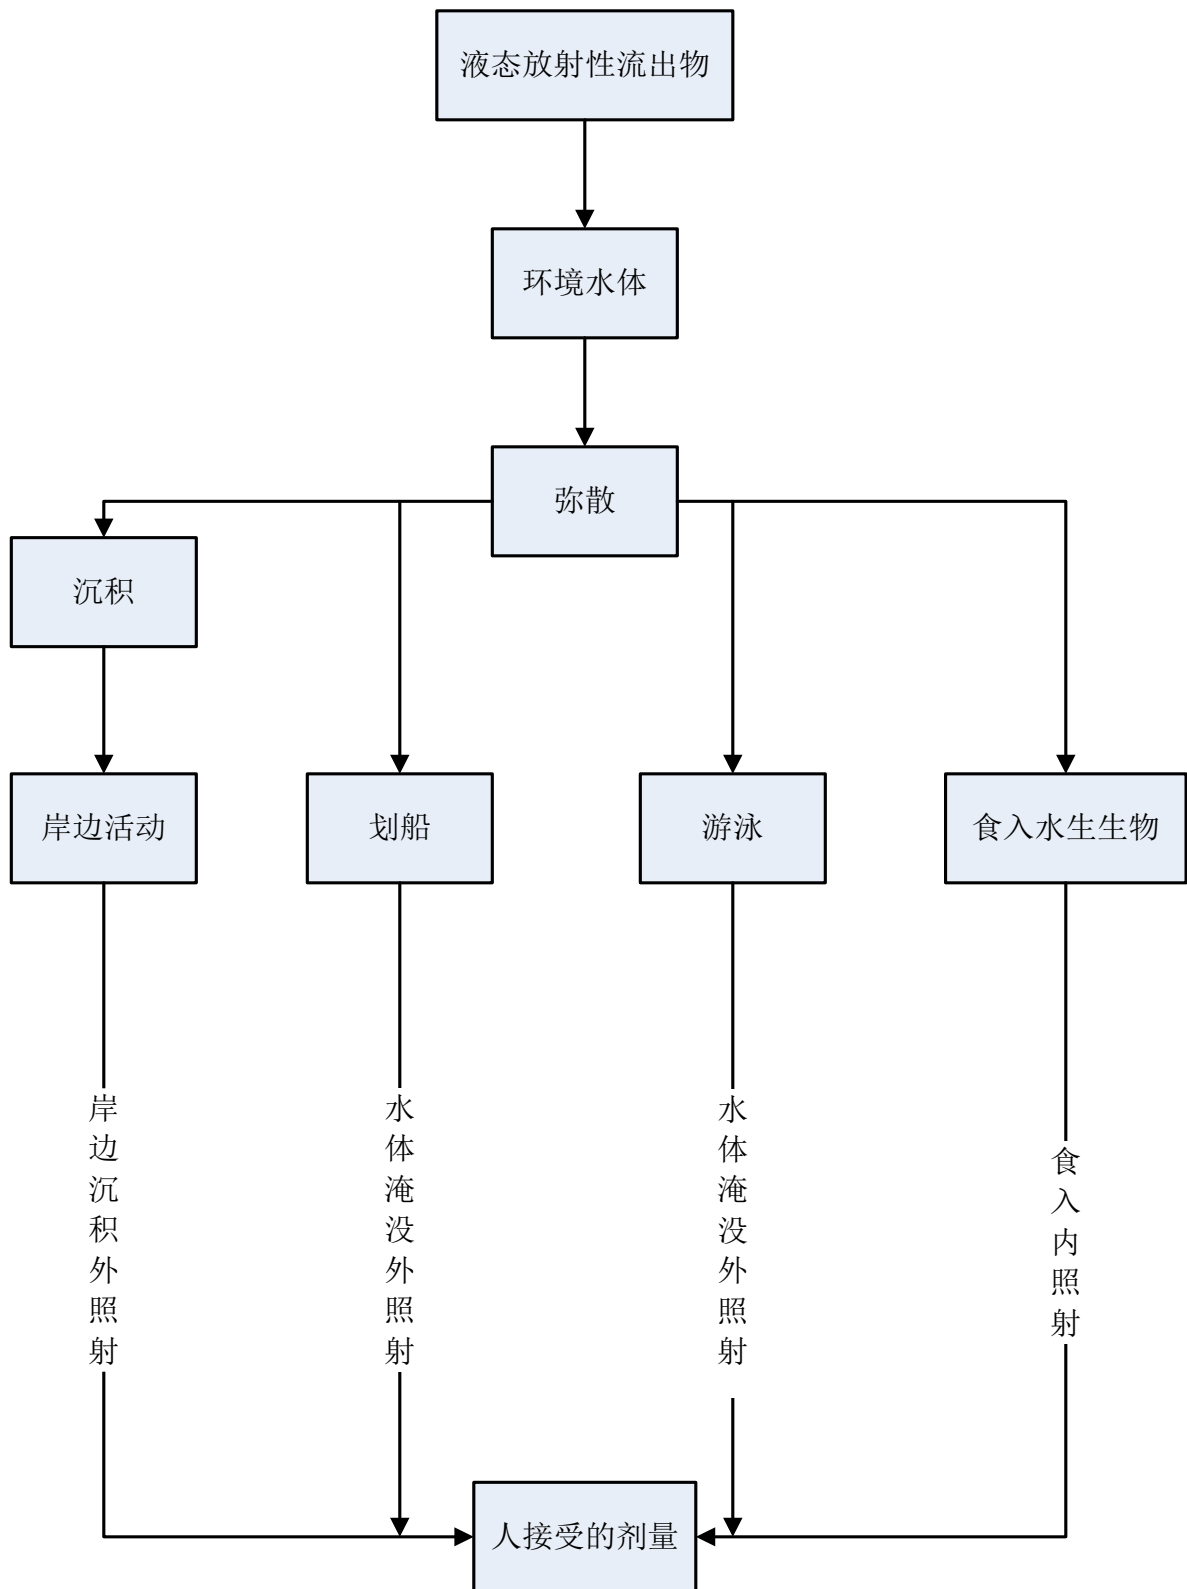 液态放射性流出物
环境水体
弥散
沉积
岸边活动
划船
游泳
食入水生生物
岸边沉积外照射
水体淹没外照射
水体淹没外照射
食入内照射
人接受的剂量